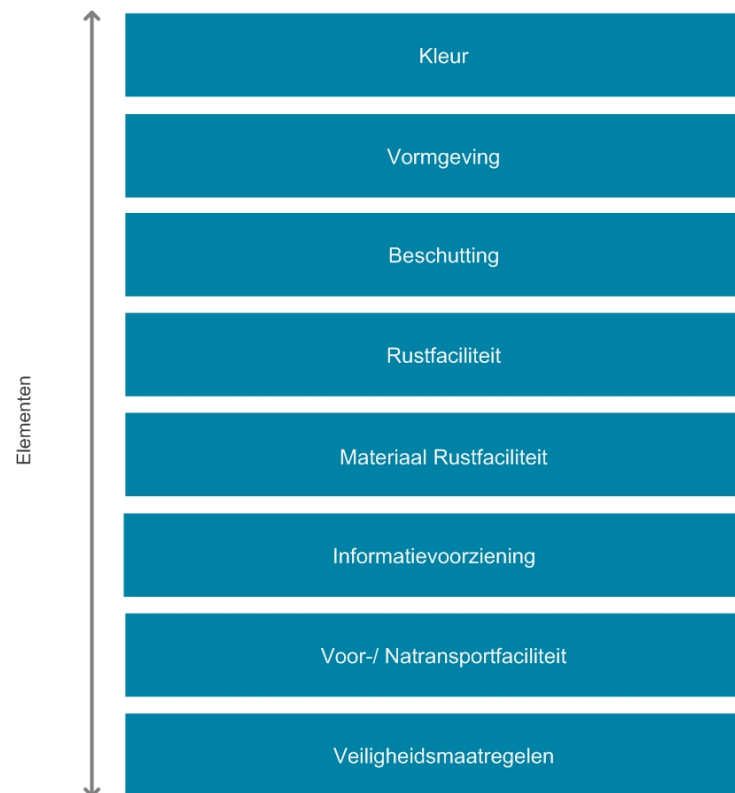 Kleur
Vormgeving
Beschutting
Rustfaciliteit
Elementen
Materiaal Rustfaciliteit
Informatievoorziening
Voor-/ Natransportfaciliteit
Veiligheidsmaatregelen